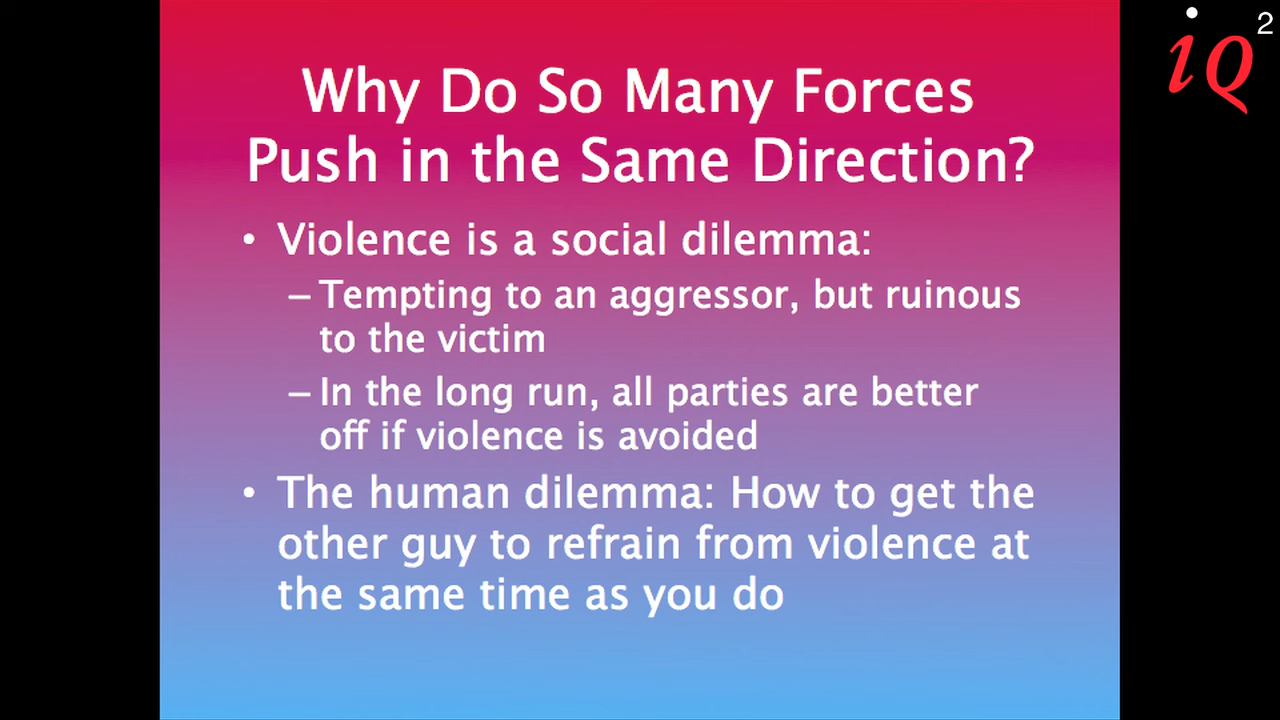 iQ2
Why Do So Many Forces
Push in the Same Direction?
• Violence is a social dilemma:
– Tempting to an aggressor, but ruinous
to the victim
– In the long run, all parties are better
off if violence is avoided
• The human dilemma: How to get the
other guy to refrain from violence at
the same time as you do